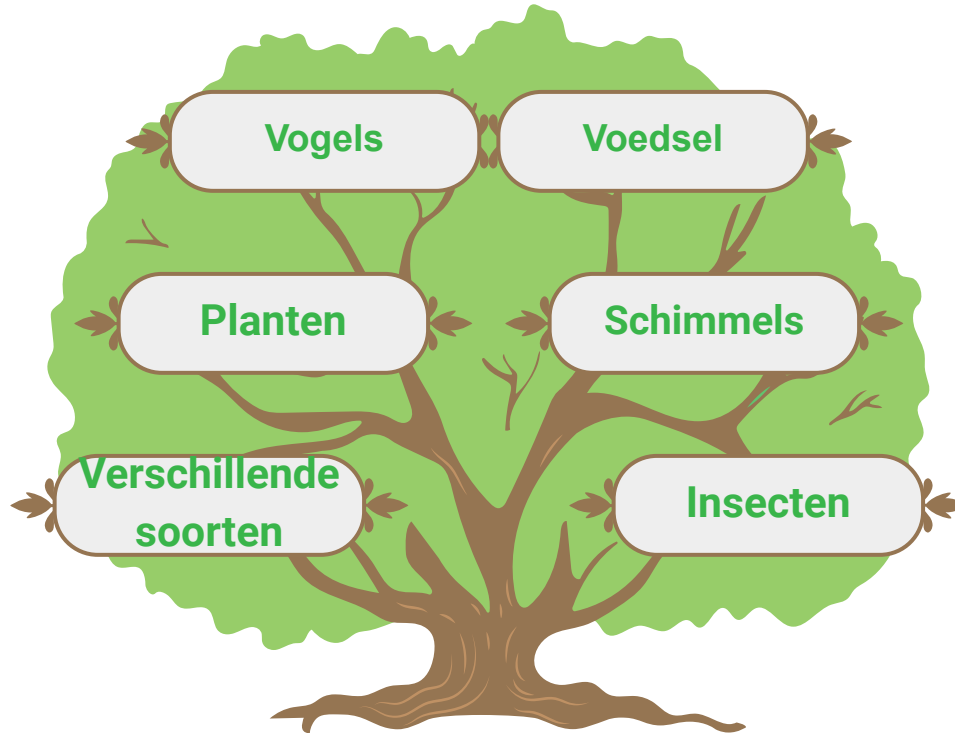 Vogels
Voedsel
Planten
Schimmels
Verschillende
soorten
Insecten